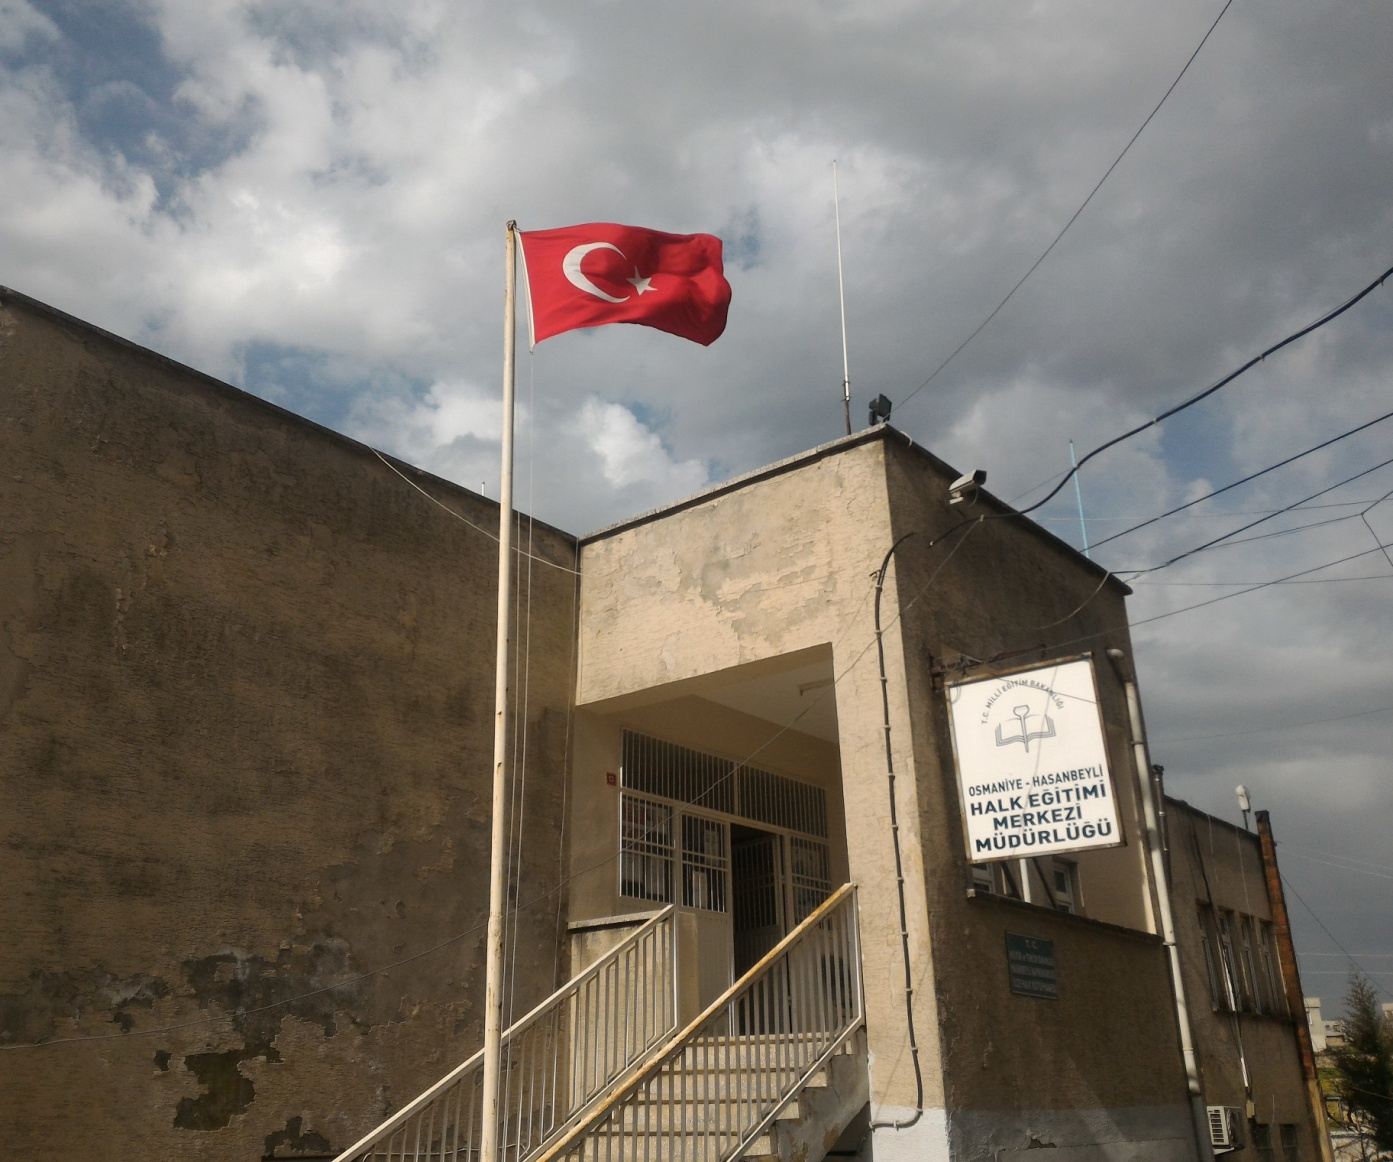 T.C. MİLLİ EĞİTİM BAKANLIĞI
OSMANİYE - HASANBEYLİ
HALK EĞİTİMİ
MERKEZİ
MÜDÜRLÜĞÜ
T.C.